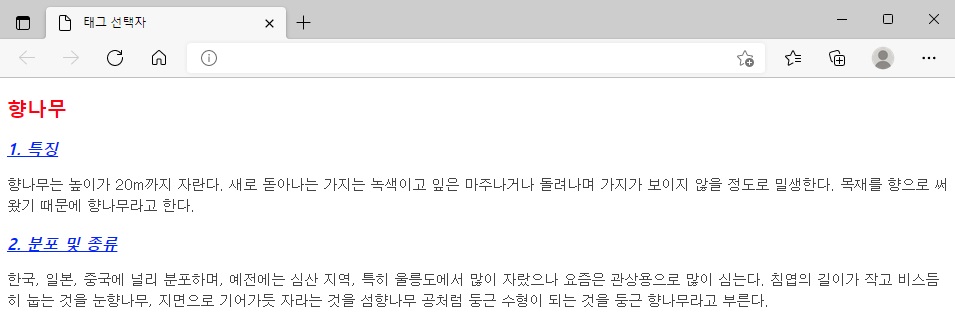 태그 선택자
향나무
1. 특징
향나무는 높이가 20m까지 자란다. 새로 돋아나는 가지는 녹색이고 잎은 마주나거나 돌려나며 가지가 보이지 않을 정도로 밀생한다. 목재를 향으로 써
왔기 때문에 향나무라고 한다.
2. 분포 및 종류
한국, 일본, 중국에 널리 분포하며, 예전에는 심산 지역, 특히 울릉도에서 많이 자랐으나 요즘은 관상용으로 많이 심는다. 침엽의 길이가 작고 비스듬
히 눕는 것을 눈향나무, 지면으로 기어가듯 자라는 것을 섬향나무 공처럼 둥근 수형이 되는 것을 둥근 향나무라고 부른다.